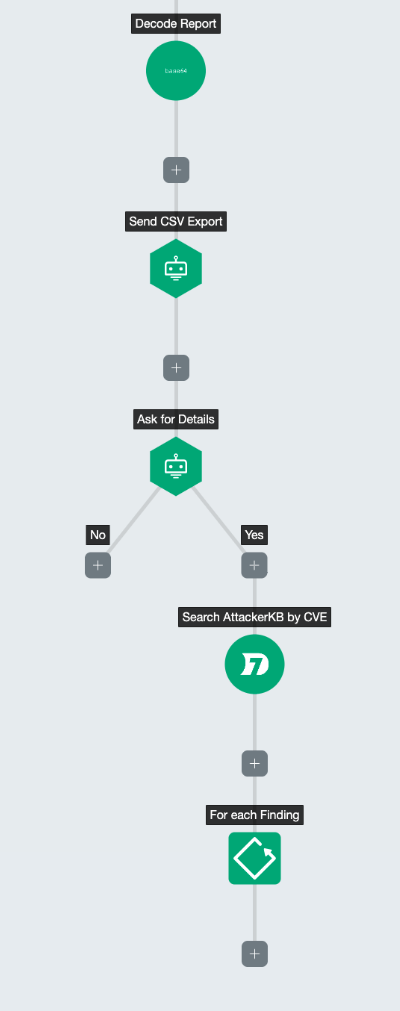 Decode Report
Base64
Send CSV Export
Ask for Details
No
Yes
Search AttackerKB by CVE
For each Finding